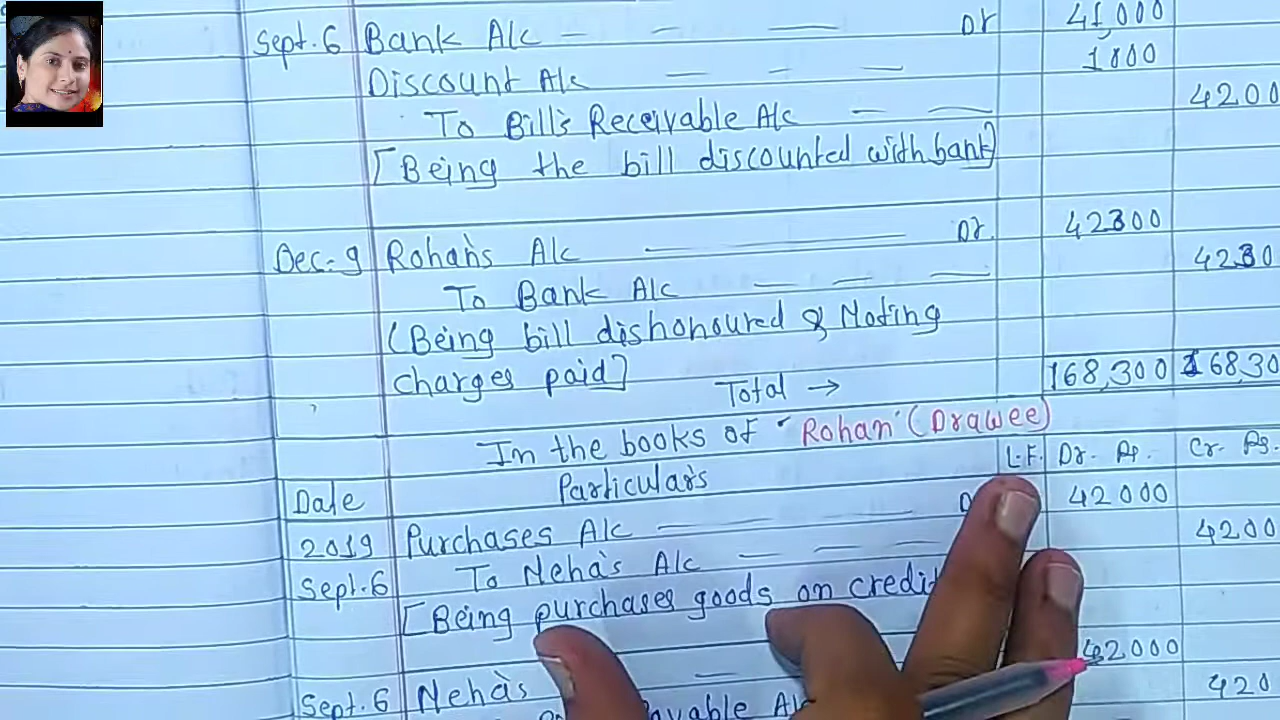 Sept. 6 Bank A/c Dr 41,000
Discount A/c 1000
To Bill's Receivable A/c 4200
[Being the bill discounted with bank]
Dec. 9 Rohan's A/c Dr. 42300
To Bank A/c 4230
(Being bill dishonoured & Noting
charges paid] Total → 168,300 168,30
In the books of "Rohan" (Drawee)
Date Particulars L.F. Dr. Rs. Cr. Rs.
2019 Purchases A/c 42000
Sept. 6 To Neha's A/c 4200
[Being purchases goods on credit
Sept. 6 Neha's 42000
A/c 420